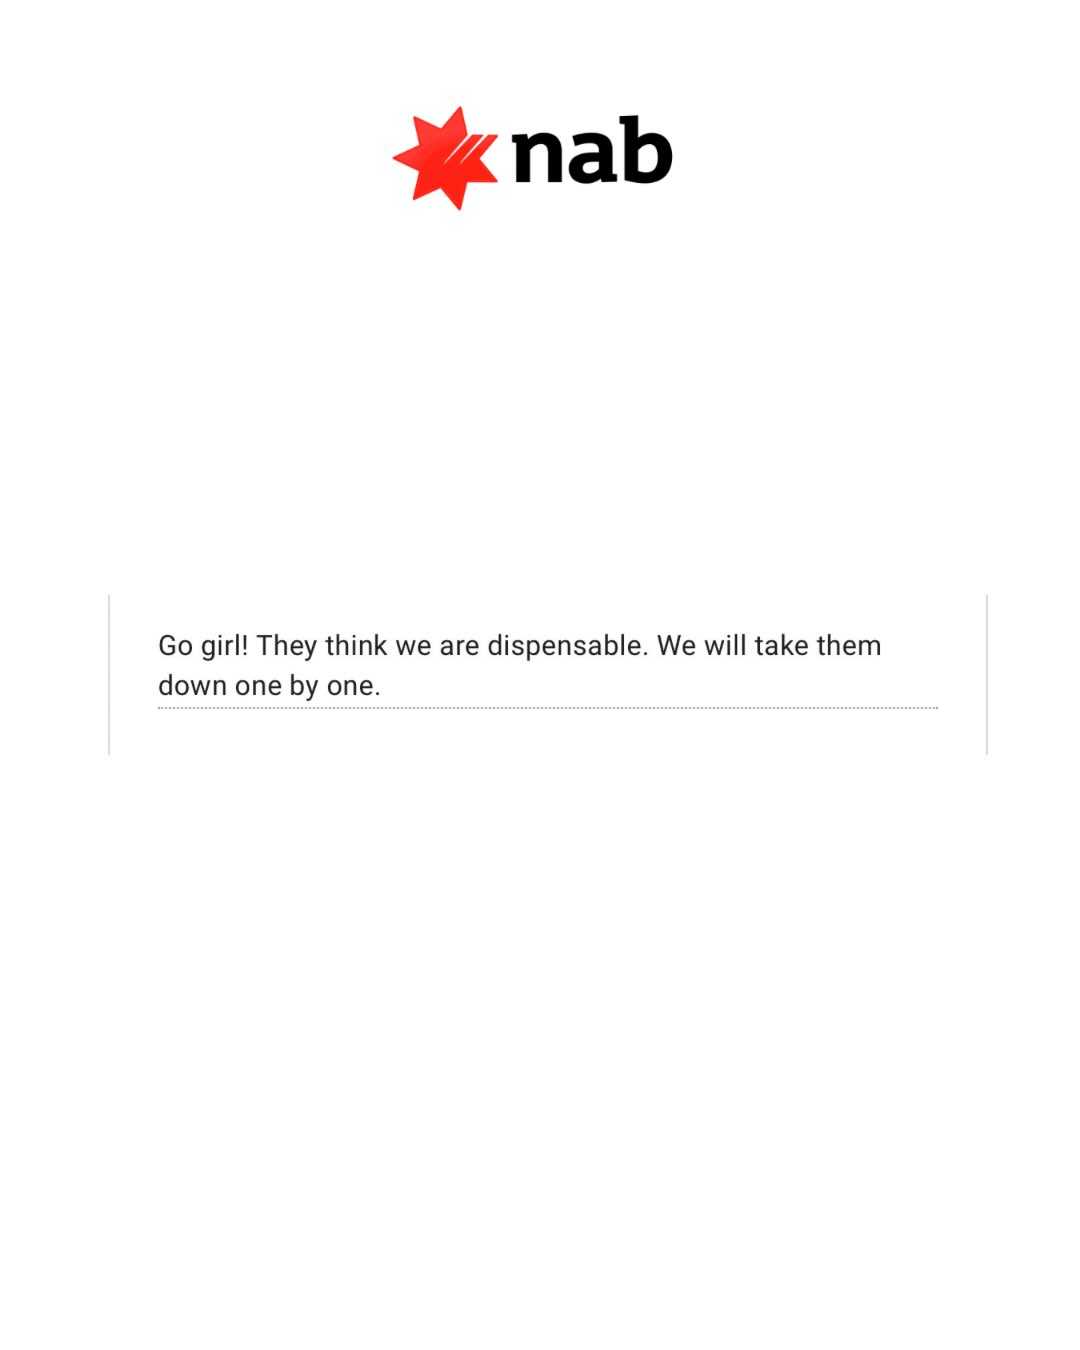 nab
Go girl! They think we are dispensable. We will take them
down one by one.